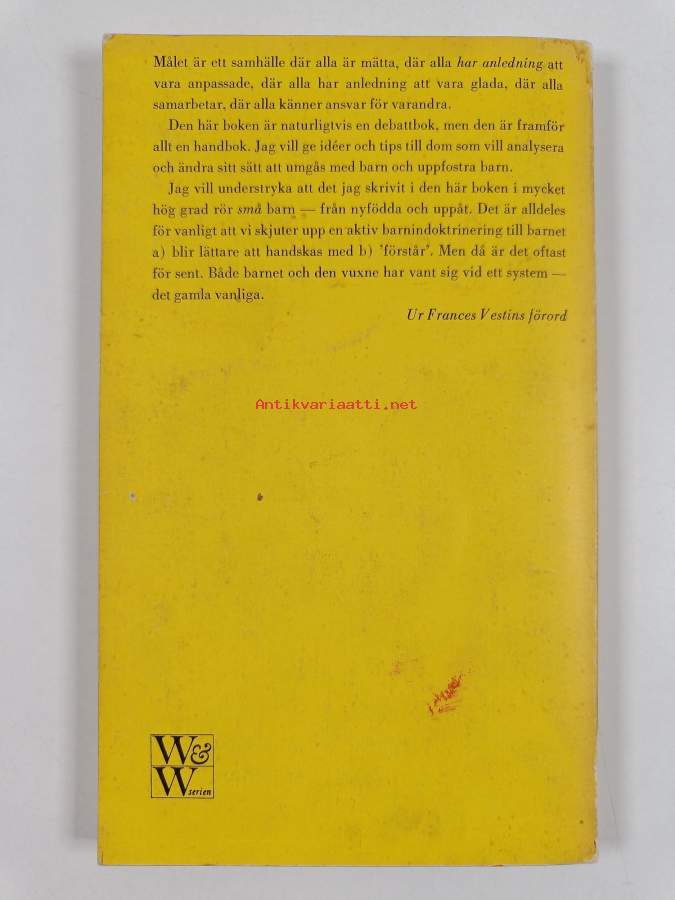 Målet är ett samhälle där alla är mätta, där alla har anledning att
vara anpassade, där alla har anledning att vara glada, där alla
samarbetar, där alla känner ansvar för varandra.
Den här boken är naturligtvis en debattbok, men den är framför
allt en handbok. Jag vill ge idéer och tips till dom som vill analysera
och ändra sitt sätt att umgås med barn och uppfostra barn.
Jag vill understryka att det jag skrivit i den här boken i mycket
hög grad rör små barn — från nyfödda och uppåt. Det är alldeles
för vanligt att vi skjuter upp en aktiv barnindoktrinering till barnet
a) blir lättare att handskas med b) 'förstår'. Men då är det oftast
för sent. Både barnet och den vuxne har vant sig vid ett system —
det gamla vanliga.
Ur Frances Vestins förord
Antikvariaatti.net
W&
W serien